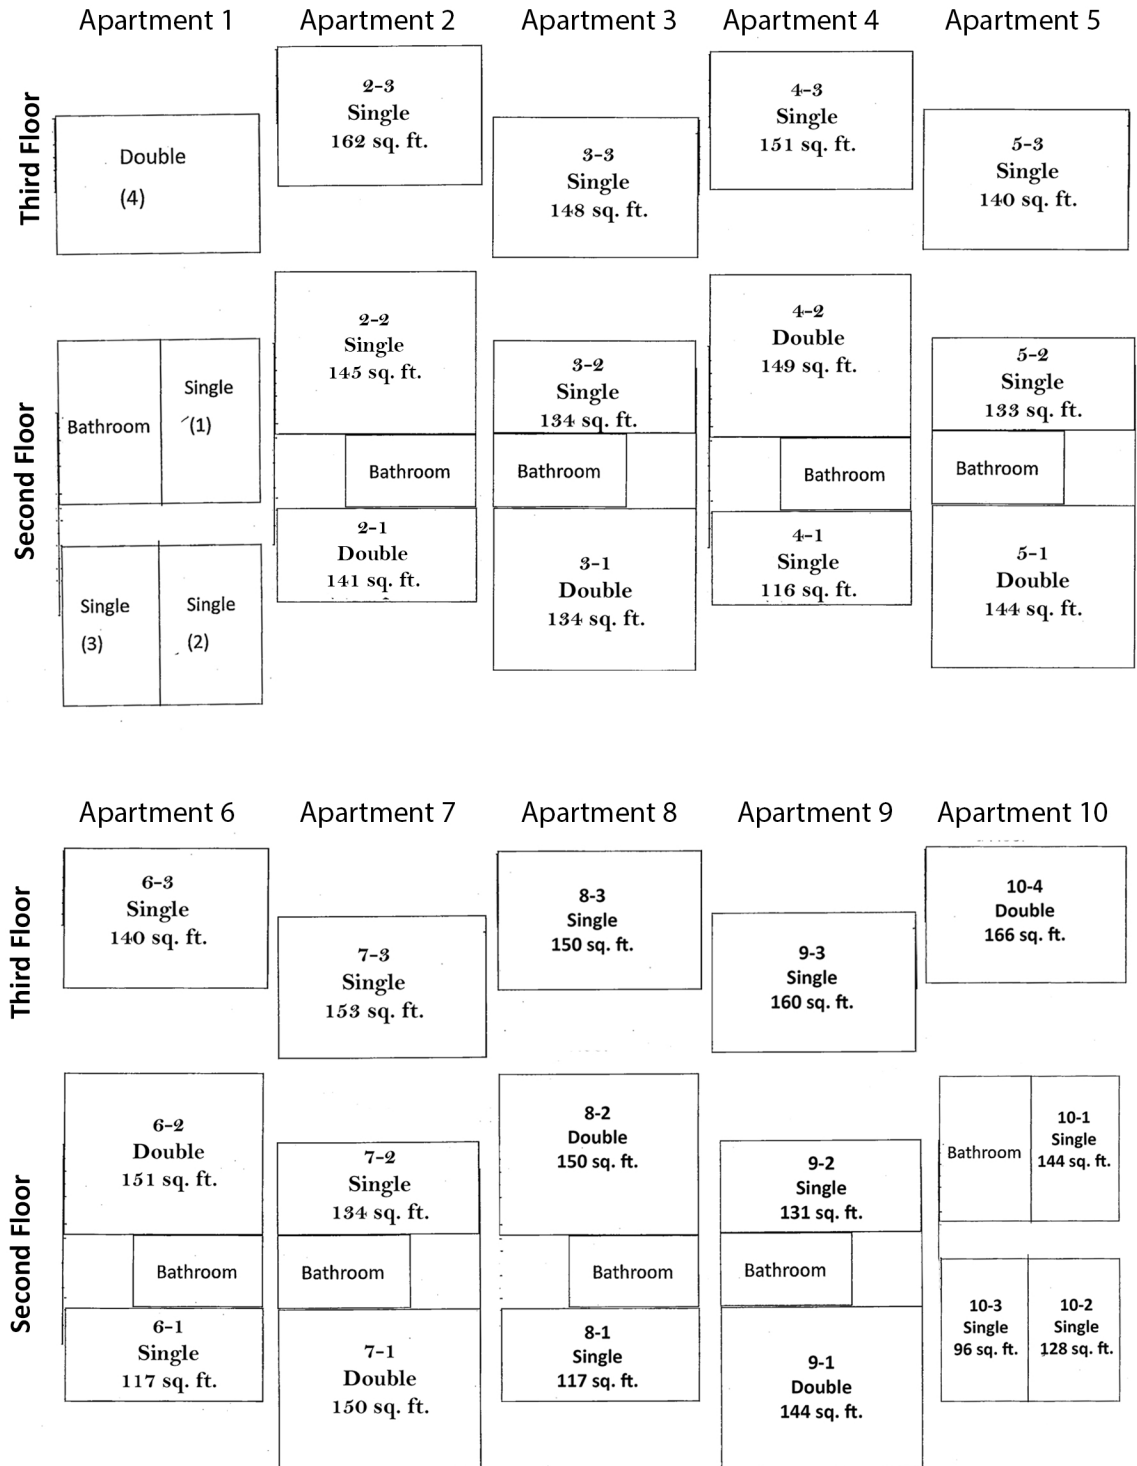 Apartment 1
Apartment 2
Apartment 3
Apartment 4
Apartment 5
Third Floor
Double
(4)
2-3
Single
162 sq. ft.
3-3
Single
148 sq. ft.
4-3
Single
151 sq. ft.
5-3
Single
140 sq. ft.
Second Floor
Bathroom
Single
(1)
Single
(3)
Single
(2)
2-2
Single
145 sq. ft.
Bathroom
2-1
Double
141 sq. ft.
3-2
Single
134 sq. ft.
Bathroom
3-1
Double
134 sq. ft.
4-2
Double
149 sq. ft.
Bathroom
4-1
Single
116 sq. ft.
5-2
Single
133 sq. ft.
Bathroom
5-1
Double
144 sq. ft.
Apartment 6
Apartment 7
Apartment 8
Apartment 9
Apartment 10
Third Floor
6-3
Single
140 sq. ft.
7-3
Single
153 sq. ft.
8-3
Single
150 sq. ft.
9-3
Single
160 sq. ft.
10-4
Double
166 sq. ft.
Second Floor
6-2
Double
151 sq. ft.
Bathroom
6-1
Single
117 sq. ft.
7-2
Single
134 sq. ft.
Bathroom
7-1
Double
150 sq. ft.
8-2
Double
150 sq. ft.
Bathroom
8-1
Single
117 sq. ft.
9-2
Single
131 sq. ft.
Bathroom
9-1
Double
144 sq. ft.
Bathroom
10-1
Single
144 sq. ft.
10-3
Single
96 sq. ft.
10-2
Single
128 sq. ft.